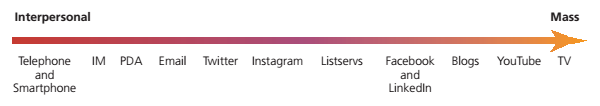 Interpersonal Mass
Telephone and Smartphone IM PDA Email Twitter Instagram Listservs Facebook and LinkedIn Blogs YouTube TV